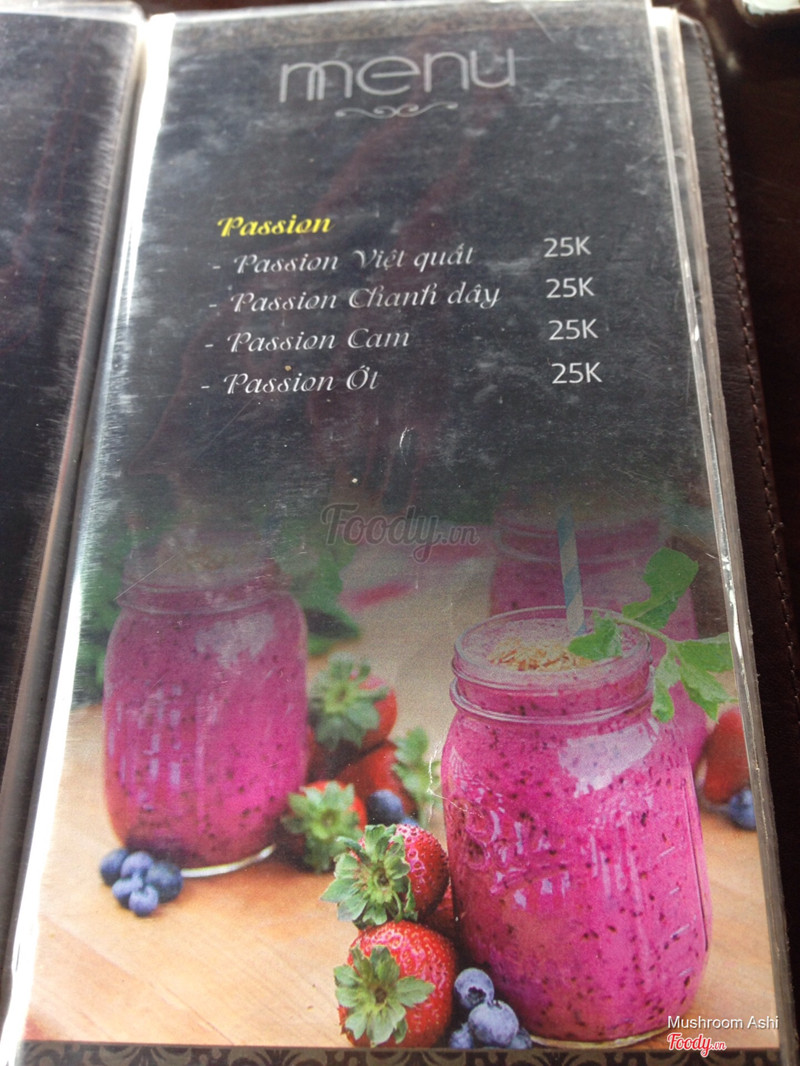 menu
Passion
- Passion Việt quất 25K
- Passion Chanh dây 25K
- Passion Cam 25K
- Passion Ớt 25K
Foody.vn
Mushroom Ashi
Foody.vn